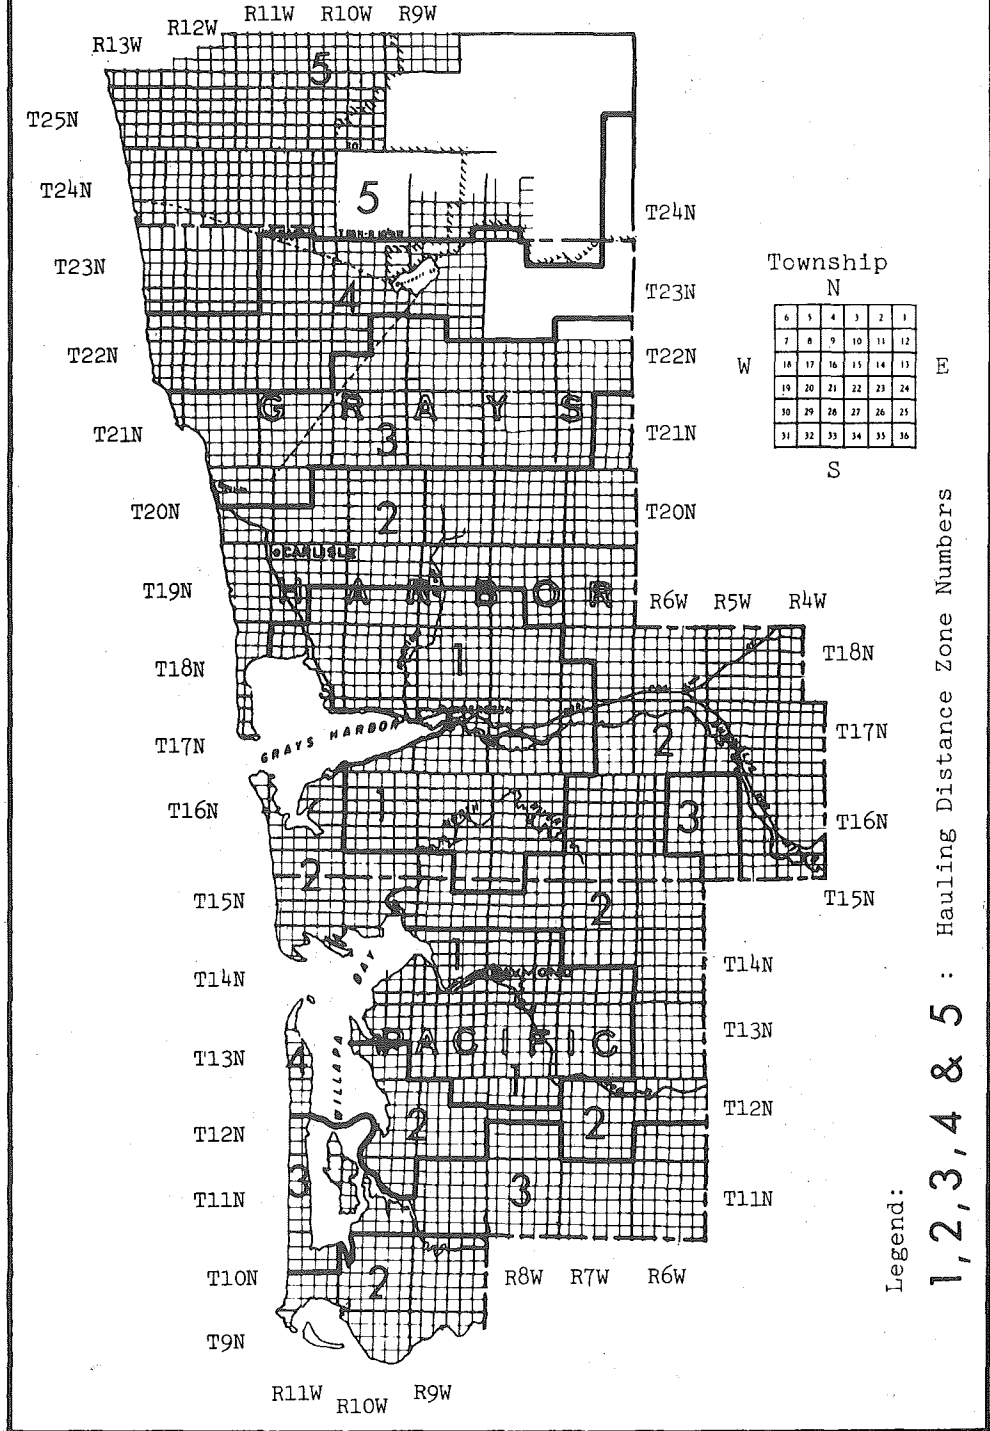 R11W R10W R9W
R12W
R13W
5
T25N
T24N
5
T24N
T23N
4
T23N
T22N
T22N
G R A Y S
T21N
3
T21N
T20N
2
T20N
CARLISLE
T19N
H A R B O R
R6W R5W R4W
T18N
1
T18N
T17N
GRAYS HARBOR
2
T17N
T16N
1
NORTH
3
T16N
2
T15N
2
T15N
1
T14N
BAY
RAYMOND
T14N
T13N
4
WILLAPA
P A C I F I C
T13N
1
T12N
2
2
T12N
T11N
3
3
T11N
T10N
2
R8W R7W R6W
T9N
R11W
R10W
R9W
Township
N
W
E
S
6 5 4 3 2 1
7 8 9 10 11 12
18 17 16 15 14 13
19 20 21 22 23 24
30 29 28 27 26 25
31 32 33 34 35 36
Legend:
1,2,3,4 & 5 : Hauling Distance Zone Numbers